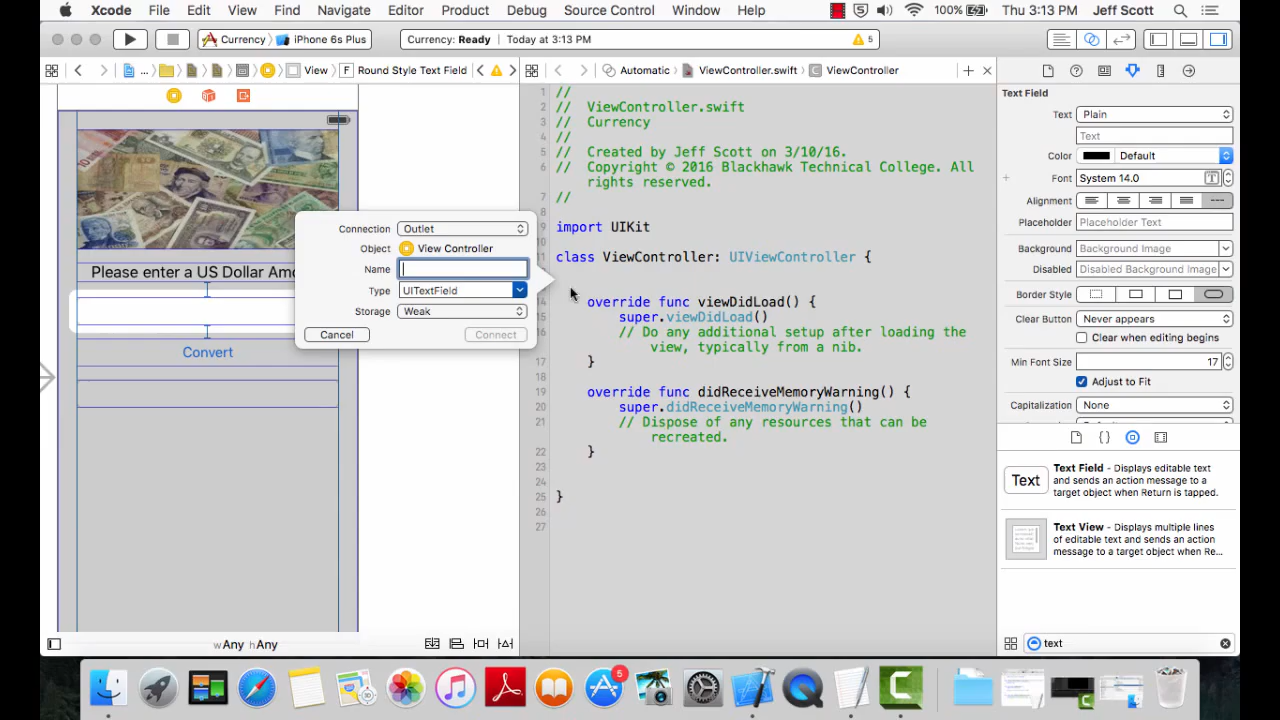 Xcode File Edit View Find Navigate Editor Product Debug Source Control Window Help 100% Thu 3:13 PM Jeff Scott
Currency iPhone 6s Plus Currency: Ready Today at 3:13 PM 5
... View F Round Style Text Field Automatic ViewController.swift C ViewController
Please enter a US Dollar Amo
Convert
wAny hAny
Connection Outlet
Object View Controller
Name
Type UITextField
Storage Weak
Cancel Connect
1 //
2 // ViewController.swift
3 // Currency
4 //
5 // Created by Jeff Scott on 3/10/16.
6 // Copyright © 2016 Blackhawk Technical College. All
rights reserved.
7 //
8
9 import UIKit
10
11 class ViewController: UIViewController {
14 override func viewDidLoad() {
15 super.viewDidLoad()
16 // Do any additional setup after loading the
view, typically from a nib.
17 }
18
19 override func didReceiveMemoryWarning() {
20 super.didReceiveMemoryWarning()
21 // Dispose of any resources that can be
recreated.
22 }
23
24
25 }
26
27
Text Field
Text Plain
Text
Color Default
Font System 14.0 T
Alignment ---
Placeholder Placeholder Text
Background Background Image
Disabled Disabled Background Image
Border Style
Clear Button Never appears
Clear when editing begins
Min Font Size 17
Adjust to Fit
Capitalization None
{ }
Text
Text Field - Displays editable text
and sends an action message to a
target object when Return is tapped.
Text View - Displays multiple lines
of editable text and sends an action
message to a target object when Re...
text
5